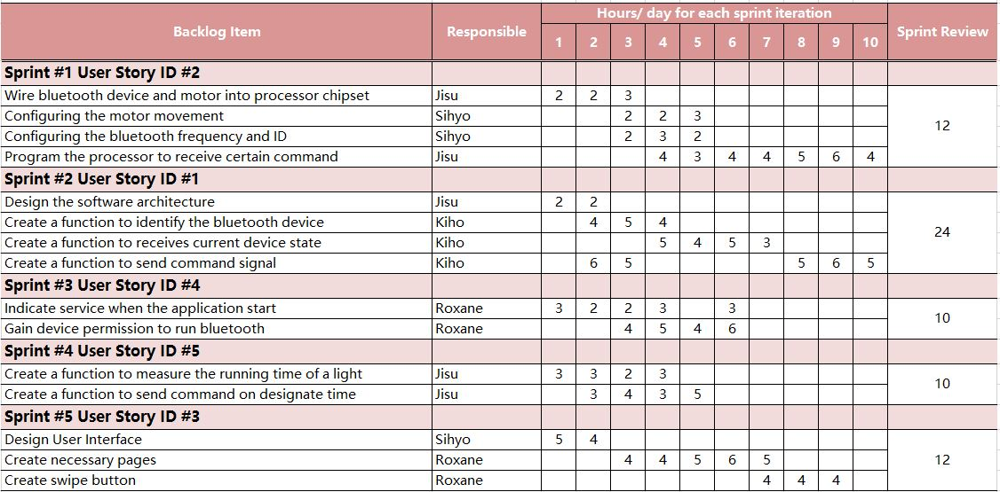 Backlog Item Responsible Hours/ day for each sprint iteration Sprint Review
1 2 3 4 5 6 7 8 9 10
Sprint #1 User Story ID #2
Wire bluetooth device and motor into processor chipset Jisu 2 2 3
Configuring the motor movement Sihyo 2 2 3
12
Configuring the bluetooth frequency and ID Sihyo 2 3 2
Program the processor to receive certain command Jisu 4 3 4 4 5 6 4
Sprint #2 User Story ID #1
Design the software architecture Jisu 2 2
Create a function to identify the bluetooth device Kiho 4 5 4
24
Create a function to receives current device state Kiho 5 4 5 3
Create a function to send command signal Kiho 6 5 5 6 5
Sprint #3 User Story ID #4
Indicate service when the application start Roxane 3 2 2 3 3
10
Gain device permission to run bluetooth Roxane 4 5 4 6
Sprint #4 User Story ID #5
Create a function to measure the running time of a light Jisu 3 3 2 3
10
Create a function to send command on designate time Jisu 3 4 3 5
Sprint #5 User Story ID #3
Design User Interface Sihyo 5 4
Create necessary pages Roxane 4 4 5 6 5 12
Create swipe button Roxane 4 4 4